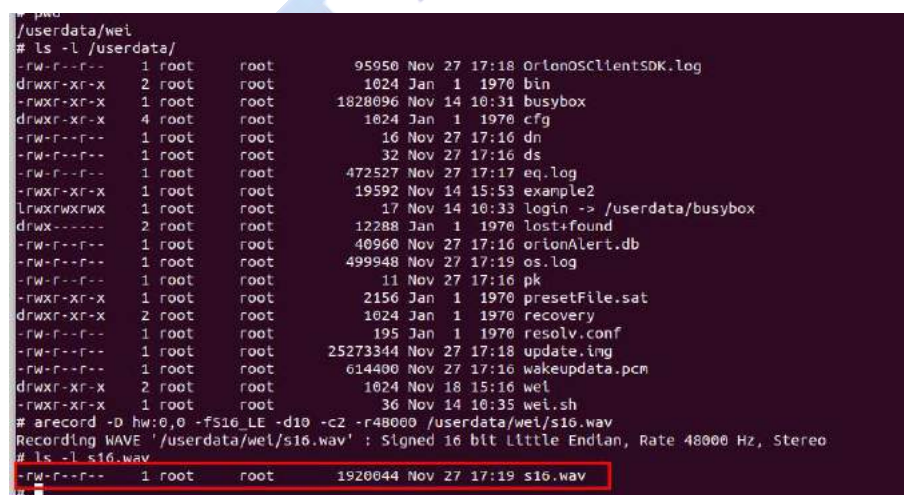 # pwd
/userdata/wei
# ls -l /userdata/
-rw-r--r-- 1 root root 95950 Nov 27 17:18 OrionOSClientSDK.log
drwxr-xr-x 2 root root 1024 Jan 1 1970 bin
-rwxr-xr-x 1 root root 1828096 Nov 14 10:31 busybox
drwxr-xr-x 4 root root 1024 Jan 1 1970 cfg
-rw-r--r-- 1 root root 16 Nov 27 17:16 dn
-rw-r--r-- 1 root root 32 Nov 27 17:16 ds
-rw-r--r-- 1 root root 472527 Nov 27 17:17 eq.log
-rwxr-xr-x 1 root root 19592 Nov 14 15:53 example2
lrwxrwxrwx 1 root root 17 Nov 14 10:33 login -> /userdata/busybox
drwx------ 2 root root 12288 Jan 1 1970 lost+found
-rw-r--r-- 1 root root 40960 Nov 27 17:16 orionAlert.db
-rw-r--r-- 1 root root 499948 Nov 27 17:19 os.log
-rw-r--r-- 1 root root 11 Nov 27 17:16 pk
-rwxr-xr-x 1 root root 2156 Jan 1 1970 presetFile.sat
drwxr-xr-x 2 root root 1024 Jan 1 1970 recovery
-rw-r--r-- 1 root root 195 Jan 1 1970 resolv.conf
-rw-r--r-- 1 root root 25273344 Nov 27 17:18 update.img
-rw-r--r-- 1 root root 614400 Nov 27 17:16 wakeupdata.pcm
drwxr-xr-x 2 root root 1024 Nov 18 15:16 wei
-rwxr-xr-x 1 root root 36 Nov 14 10:35 wei.sh
# arecord -D hw:0,0 -fS16_LE -d10 -c2 -r48000 /userdata/wei/s16.wav
Recording WAVE '/userdata/wei/s16.wav' : Signed 16 bit Little Endian, Rate 48000 Hz, Stereo
# ls -l s16.wav
-rw-r--r-- 1 root root 1920044 Nov 27 17:19 s16.wav
#